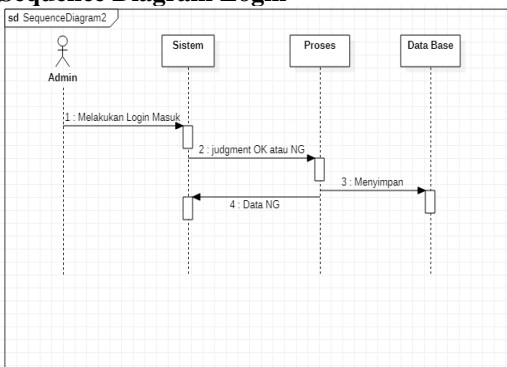 Sequence Diagram Login
sd SequenceDiagram2
Sistem
Proses
Data Base
Admin
1 : Melakukan Login Masuk
2 : judgment OK atau NG
3 : Menyimpan
4 : Data NG